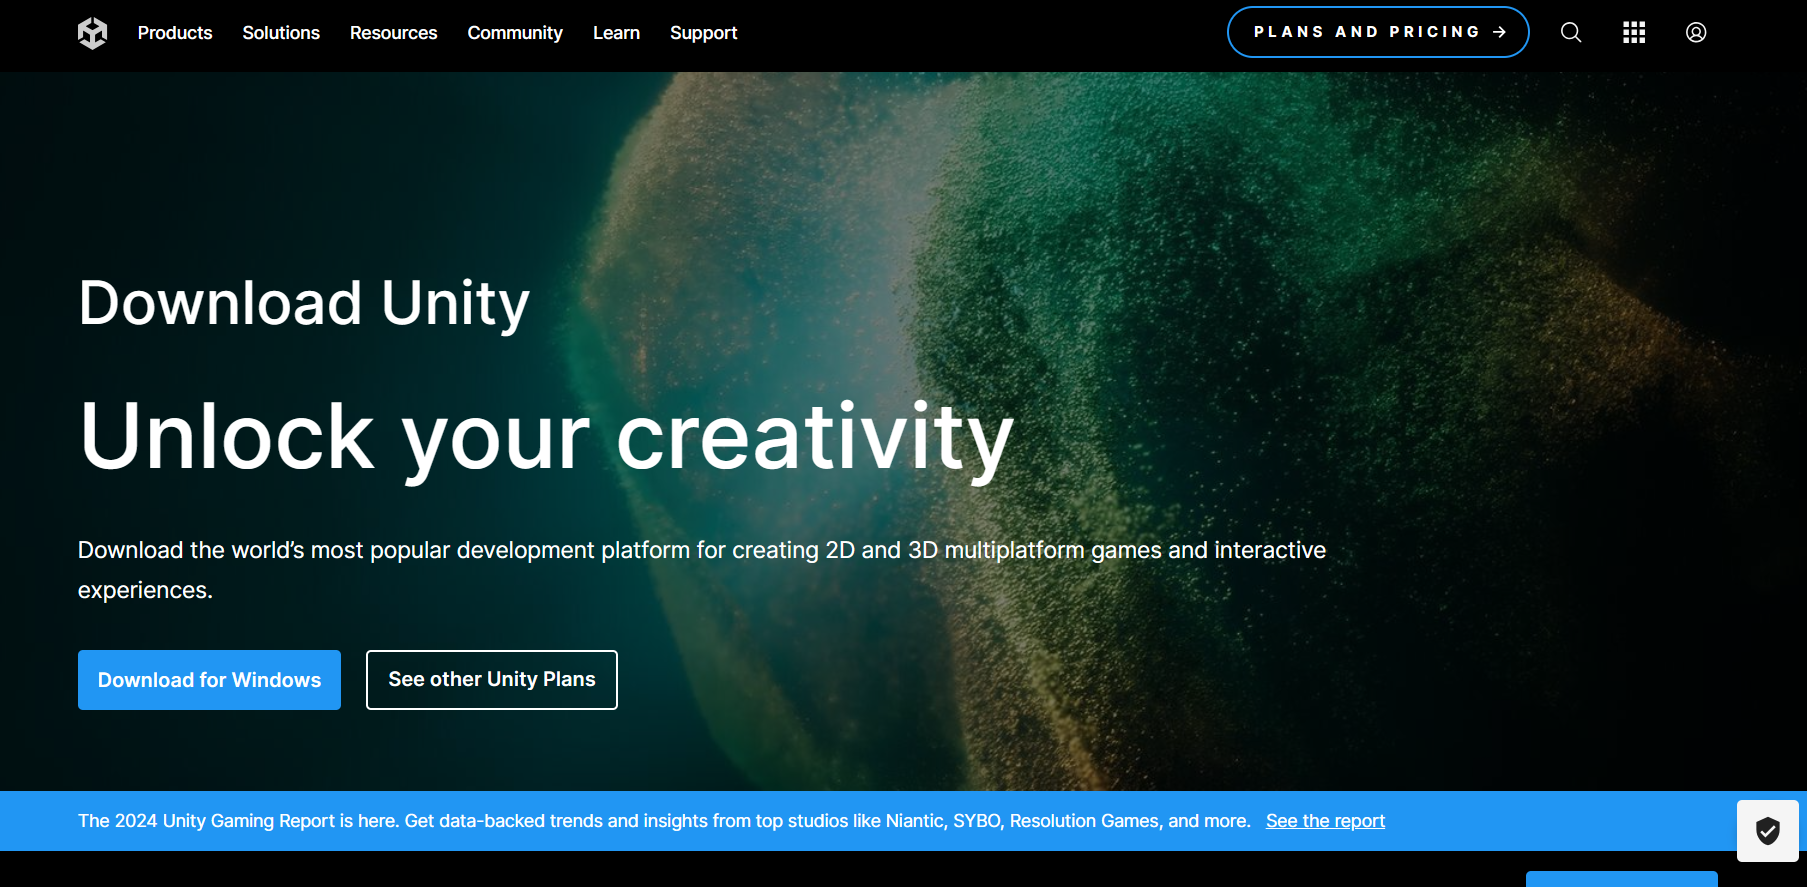 Products Solutions Resources Community Learn Support PLANS AND PRICING →
Download Unity
Unlock your creativity
Download the world’s most popular development platform for creating 2D and 3D multiplatform games and interactive
experiences.
Download for Windows See other Unity Plans
The 2024 Unity Gaming Report is here. Get data-backed trends and insights from top studios like Niantic, SYBO, Resolution Games, and more. See the report